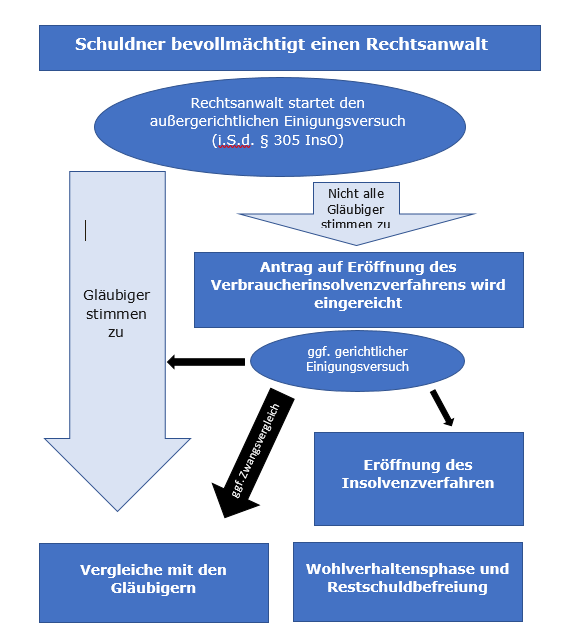 Schuldner bevollmächtigt einen Rechtsanwalt
Rechtsanwalt startet den
außergerichtlichen Einigungsversuch
(i.S.d. § 305 InsO)
Nicht alle
Gläubiger
stimmen zu
Antrag auf Eröffnung des
Verbraucherinsolvenzverfahrens wird
eingereicht
Gläubiger
stimmen
zu
ggf. gerichtlicher
Einigungsversuch
ggf. Zwangsvergleich
Eröffnung des
Insolvenzverfahren
Vergleiche mit den
Gläubigern
Wohlverhaltensphase und
Restschuldbefreiung